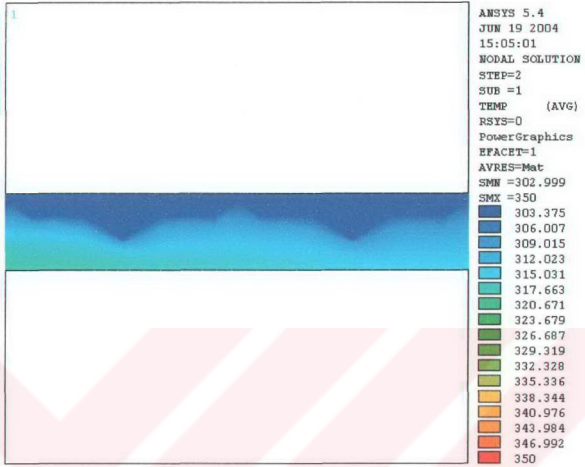 1
ANSYS 5.4
JUN 19 2004
15:05:01
NODAL SOLUTION
STEP=2
SUB =1
TEMP (AVG)
RSYS=0
PowerGraphics
EFACET=1
AVRES=Mat
SMN =302.999
SMX =350
303.375
306.007
309.015
312.023
315.031
317.663
320.671
323.679
326.687
329.319
332.328
335.336
338.344
340.976
343.984
346.992
350